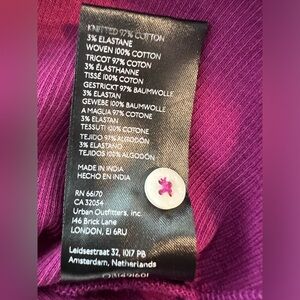 KNITTED 97% COTTON
3% ELASTANE
WOVEN 100% COTTON
TRICOT 97% COTON
3% ÉLASTHANNE
TISSÉ 100% COTON
GESTRICKT 97% BAUMWOLLE
3% ELASTAN
GEWEBE 100% BAUMWOLLE
A MAGLIA 97% COTONE
3% ELASTAN
TESSUTI 100% COTONE
TEJIDO 97% ALGODÓN
3% ELASTANO
TEJIDOS 100% ALGODÓN
MADE IN INDIA
HECHO EN INDIA
RN 66170
CA 32054
Urban Outfitters, Inc.
146 Brick Lane
LONDON, E1 6RU
Leidsestraat 32, 1017 PB
Amsterdam, Netherlands